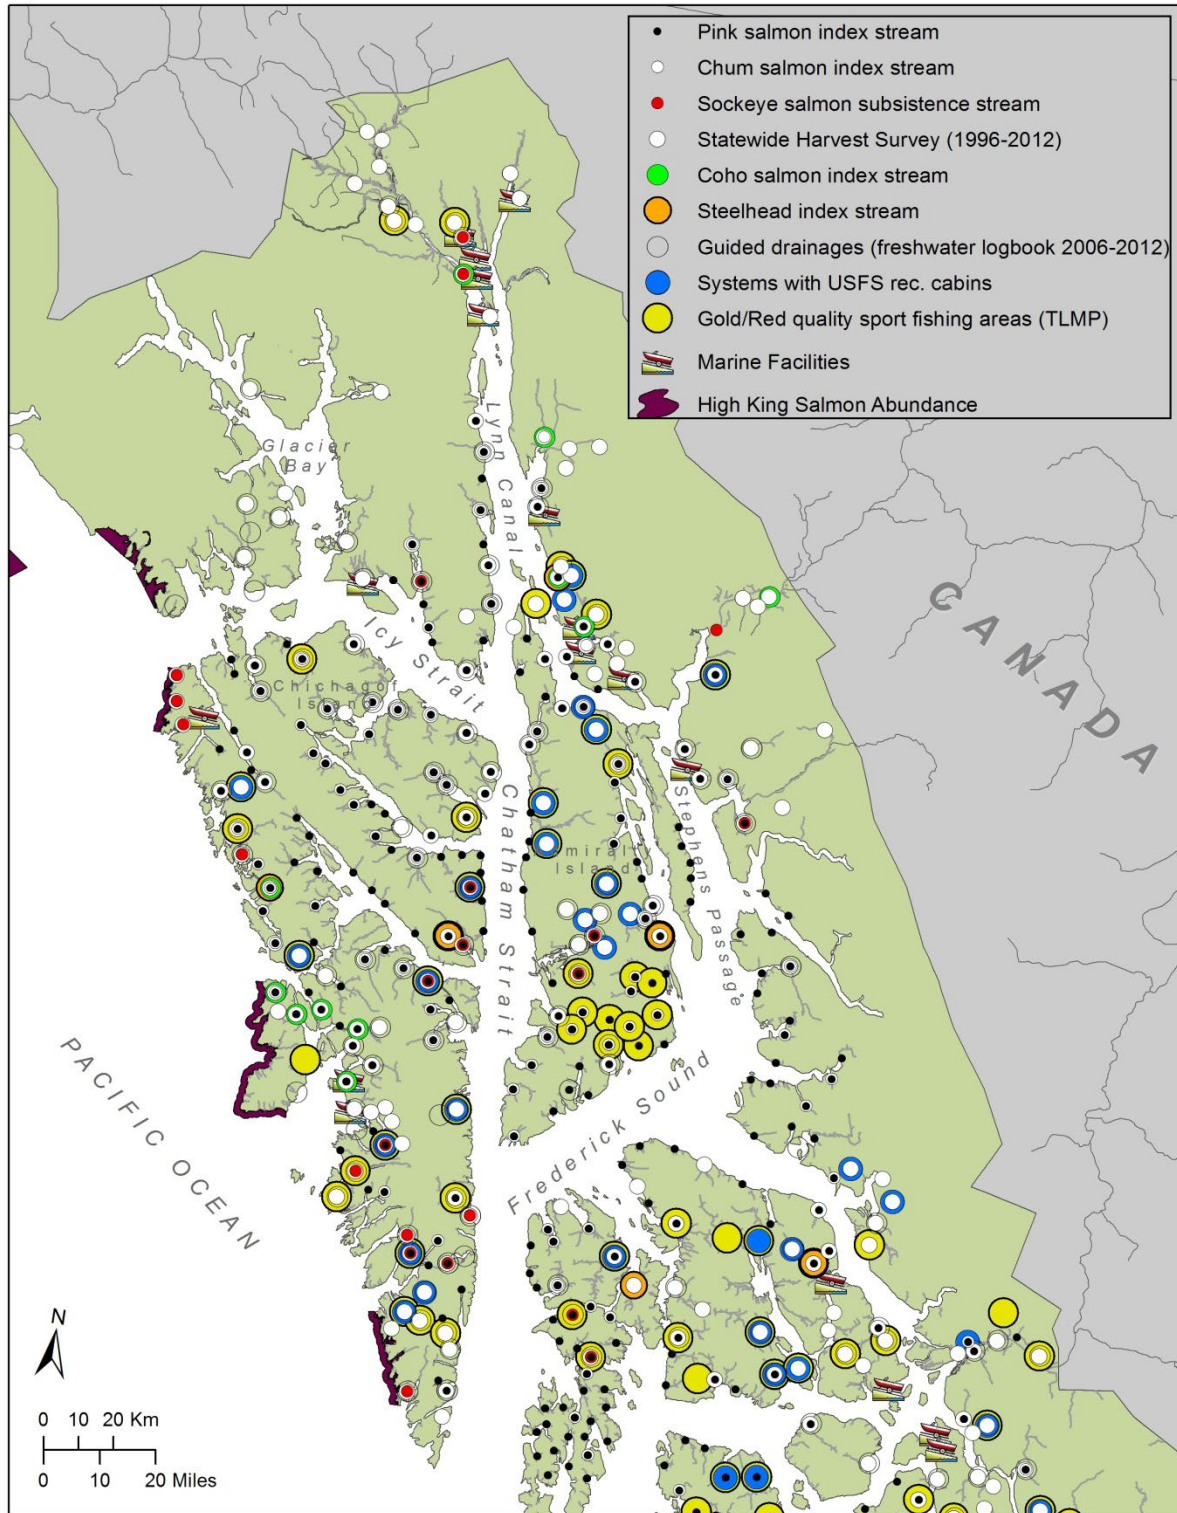 Pink salmon index stream
Chum salmon index stream
Sockeye salmon subsistence stream
Statewide Harvest Survey (1996-2012)
Coho salmon index stream
Steelhead index stream
Guided drainages (freshwater logbook 2006-2012)
Systems with USFS rec. cabins
Gold/Red quality sport fishing areas (TLMP)
Marine Facilities
High King Salmon Abundance
Lynn Canal
Glacier
Bay
CANADA
Icy Strait
Chichagof
Island
Chatham Strait
Stephens Passage
Island
Frederick Sound
PACIFIC OCEAN
N
0 10 20 Km
0 10 20 Miles